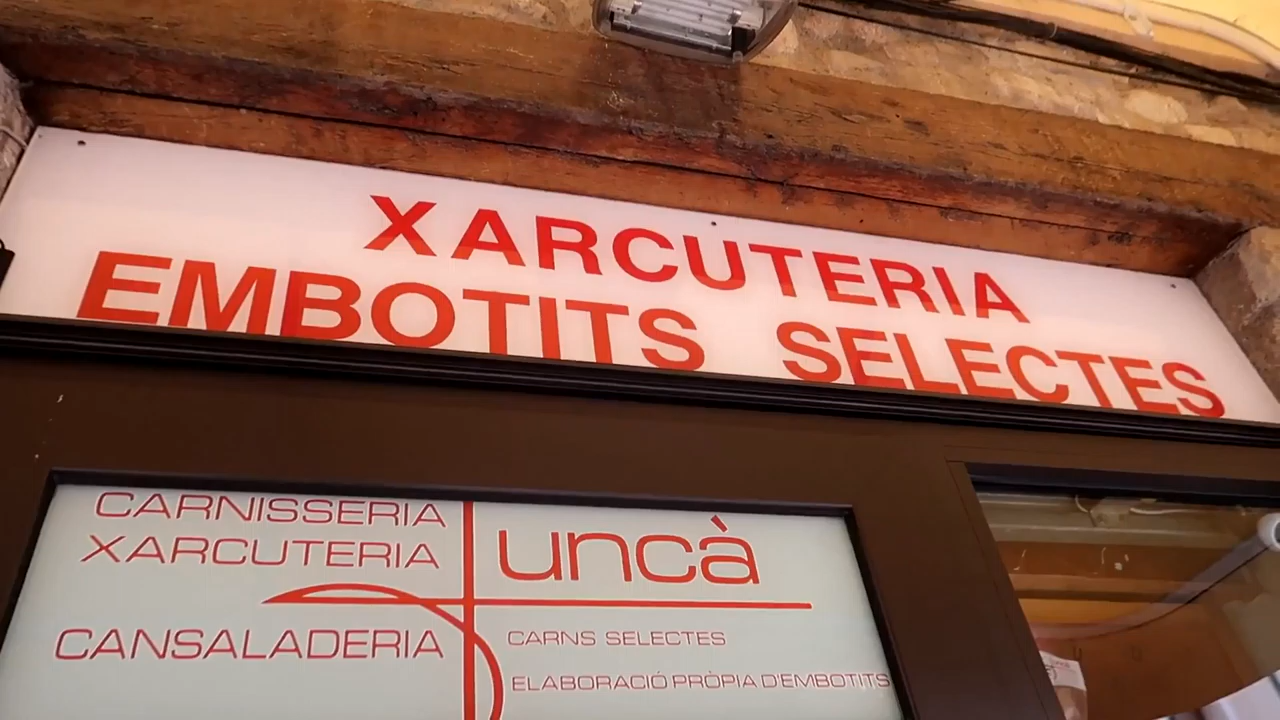 XARCUTERIA
EMBOTITS SELECTES
CARNISSERIA
XARCUTERIA
CANSALADERIA
uncà
CARNS SELECTES
ELABORACIÓ PRÒPIA D'EMBOTITS